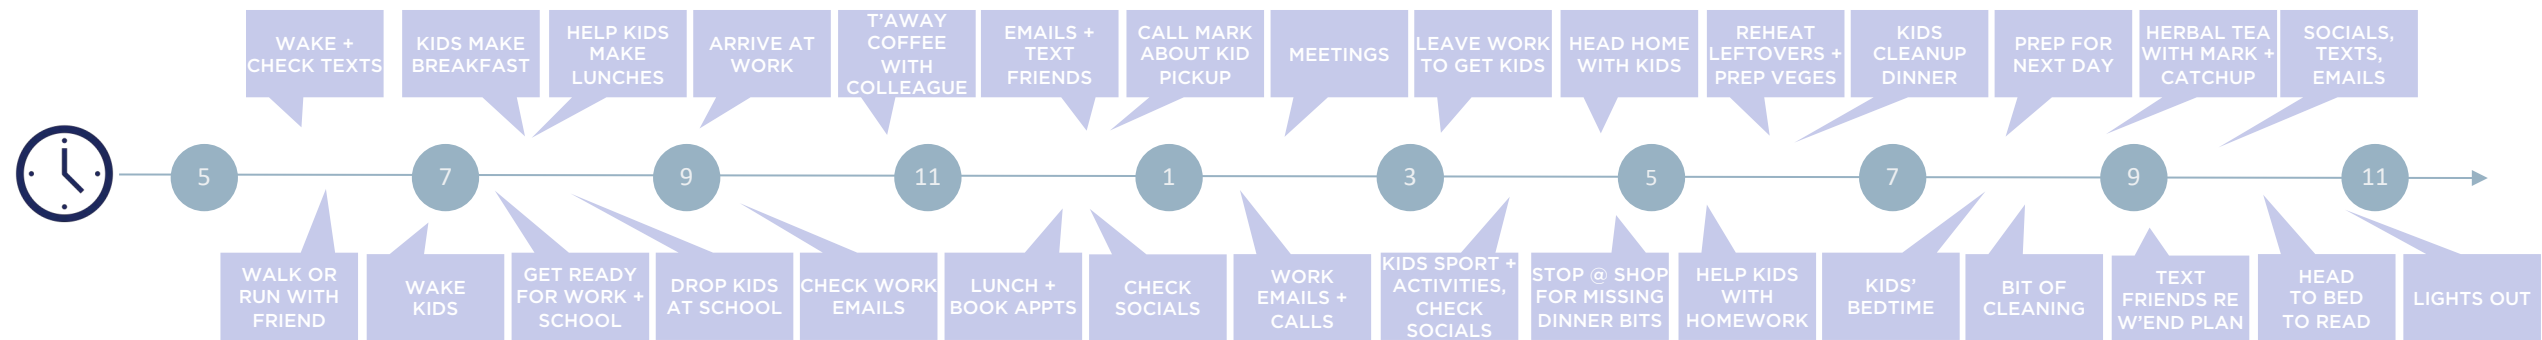 WAKE +
CHECK TEXTS
KIDS MAKE
BREAKFAST
HELP KIDS
MAKE
LUNCHES
ARRIVE AT
WORK
T'AWAY
COFFEE
WITH
COLLEAGUE
EMAILS +
TEXT
FRIENDS
CALL MARK
ABOUT KID
PICKUP
MEETINGS
LEAVE WORK
TO GET KIDS
HEAD HOME
WITH KIDS
REHEAT
LEFTOVERS +
PREP VEGES
KIDS
CLEANUP
DINNER
PREP FOR
NEXT DAY
HERBAL TEA
WITH MARK +
CATCHUP
SOCIALS,
TEXTS,
EMAILS
5
7
9
11
1
3
5
7
9
11
WALK OR
RUN WITH
FRIEND
WAKE
KIDS
GET READY
FOR WORK +
SCHOOL
DROP KIDS
AT SCHOOL
CHECK WORK
EMAILS
LUNCH +
BOOK APPTS
CHECK
SOCIALS
WORK
EMAILS +
CALLS
KIDS SPORT +
ACTIVITIES,
CHECK
SOCIALS
STOP @ SHOP
FOR MISSING
DINNER BITS
HELP KIDS
WITH
HOMEWORK
KIDS'
BEDTIME
BIT OF
CLEANING
TEXT
FRIENDS RE
W'END PLAN
HEAD
TO BED
TO READ
LIGHTS OUT